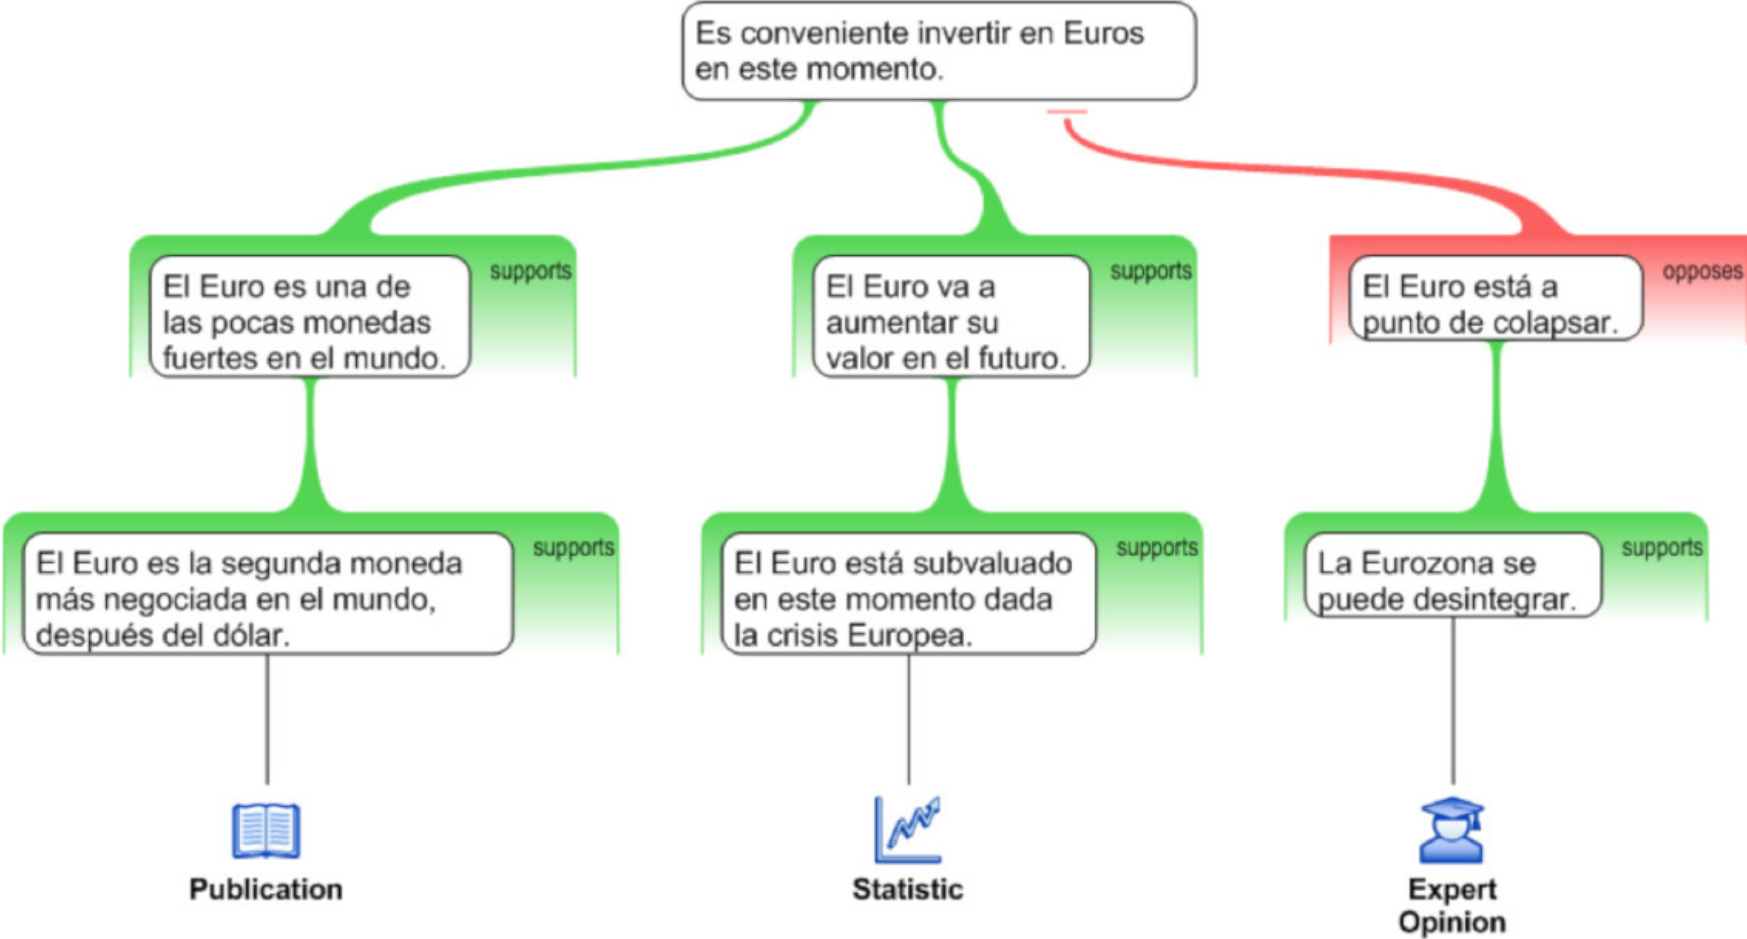 Es conveniente invertir en Euros
en este momento.
El Euro es una de
las pocas monedas
fuertes en el mundo.
supports
El Euro va a
aumentar su
valor en el futuro.
supports
El Euro está a
punto de colapsar.
opposes
El Euro es la segunda moneda
más negociada en el mundo,
después del dólar.
supports
El Euro está subvaluado
en este momento dada
la crisis Europea.
supports
La Eurozona se
puede desintegrar.
supports
Publication
Statistic
Expert
Opinion